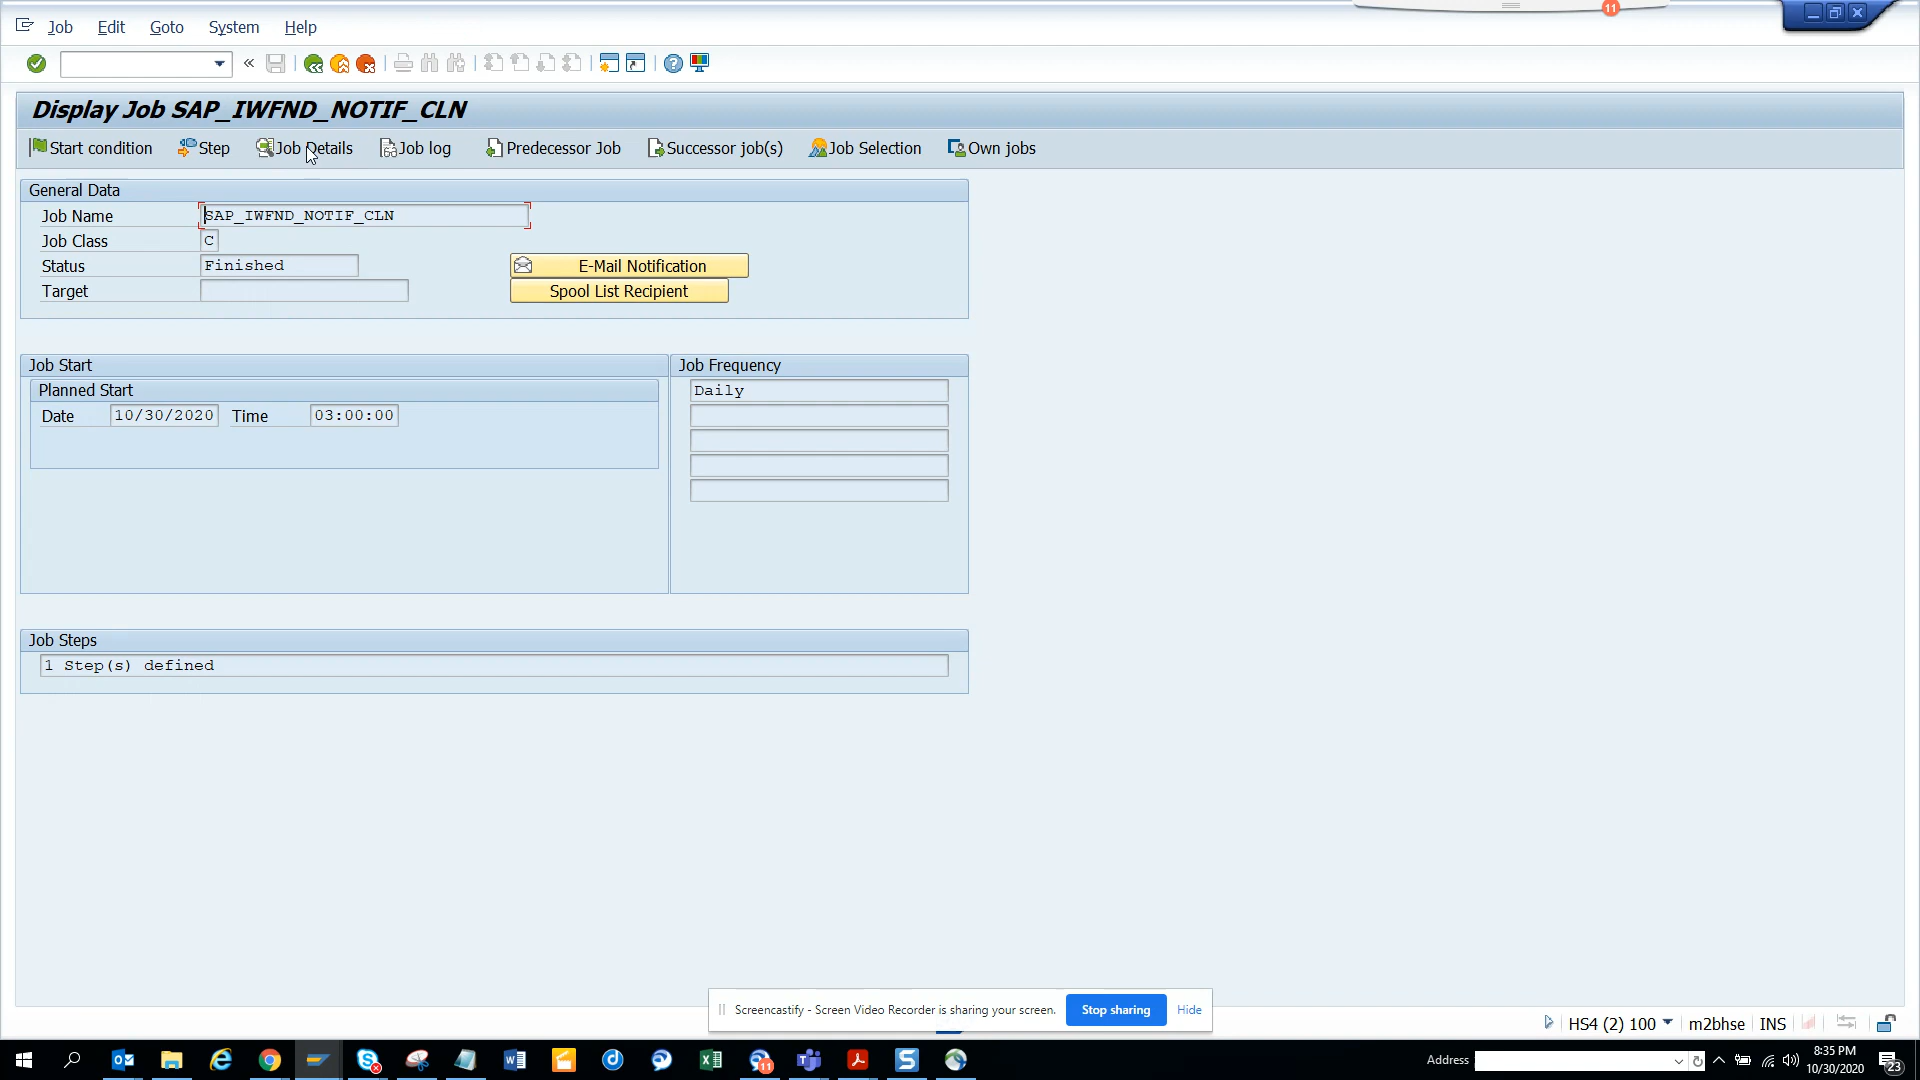 Job Edit Goto System Help
11
«
Display Job SAP_IWFND_NOTIF_CLN
Start condition Step Job Details Job log Predecessor Job Successor job(s) Job Selection Own jobs
General Data
Job Name SAP_IWFND_NOTIF_CLN
Job Class C
Status Finished E-Mail Notification
Target Spool List Recipient
Job Start Job Frequency
Planned Start Daily
Date 10/30/2020 Time 03:00:00
Job Steps
1 Step(s) defined
Screencastify - Screen Video Recorder is sharing your screen. Stop sharing Hide
HS4 (2) 100 m2bhse INS
11
Address
8:35 PM
10/30/2020
23